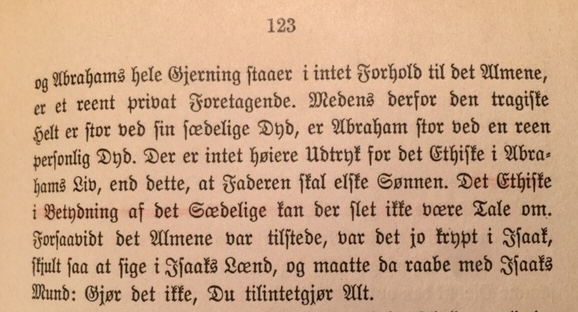 123
og Abrahams hele Gjerning staaer i intet Forhold til det Almene,
er et reent privat Foretagende. Medens derfor den tragiske
Helt er stor ved sin sædelige Dyd, er Abraham stor ved en reen
personlig Dyd. Der er intet høiere Udtryk for det Ethiske i Abra-
hams Liv, end dette, at Faderen skal elske Sønnen. Det Ethiske
i Betydning af det Sædelige kan der slet ikke være Tale om.
Forsaavidt det Almene var tilstede, var det jo krypt i Isaak,
skjult saa at sige i Isaaks Lænd, og maatte da raabe med Isaaks
Mund: Gjør det ikke, Du tilintetgjør Alt.